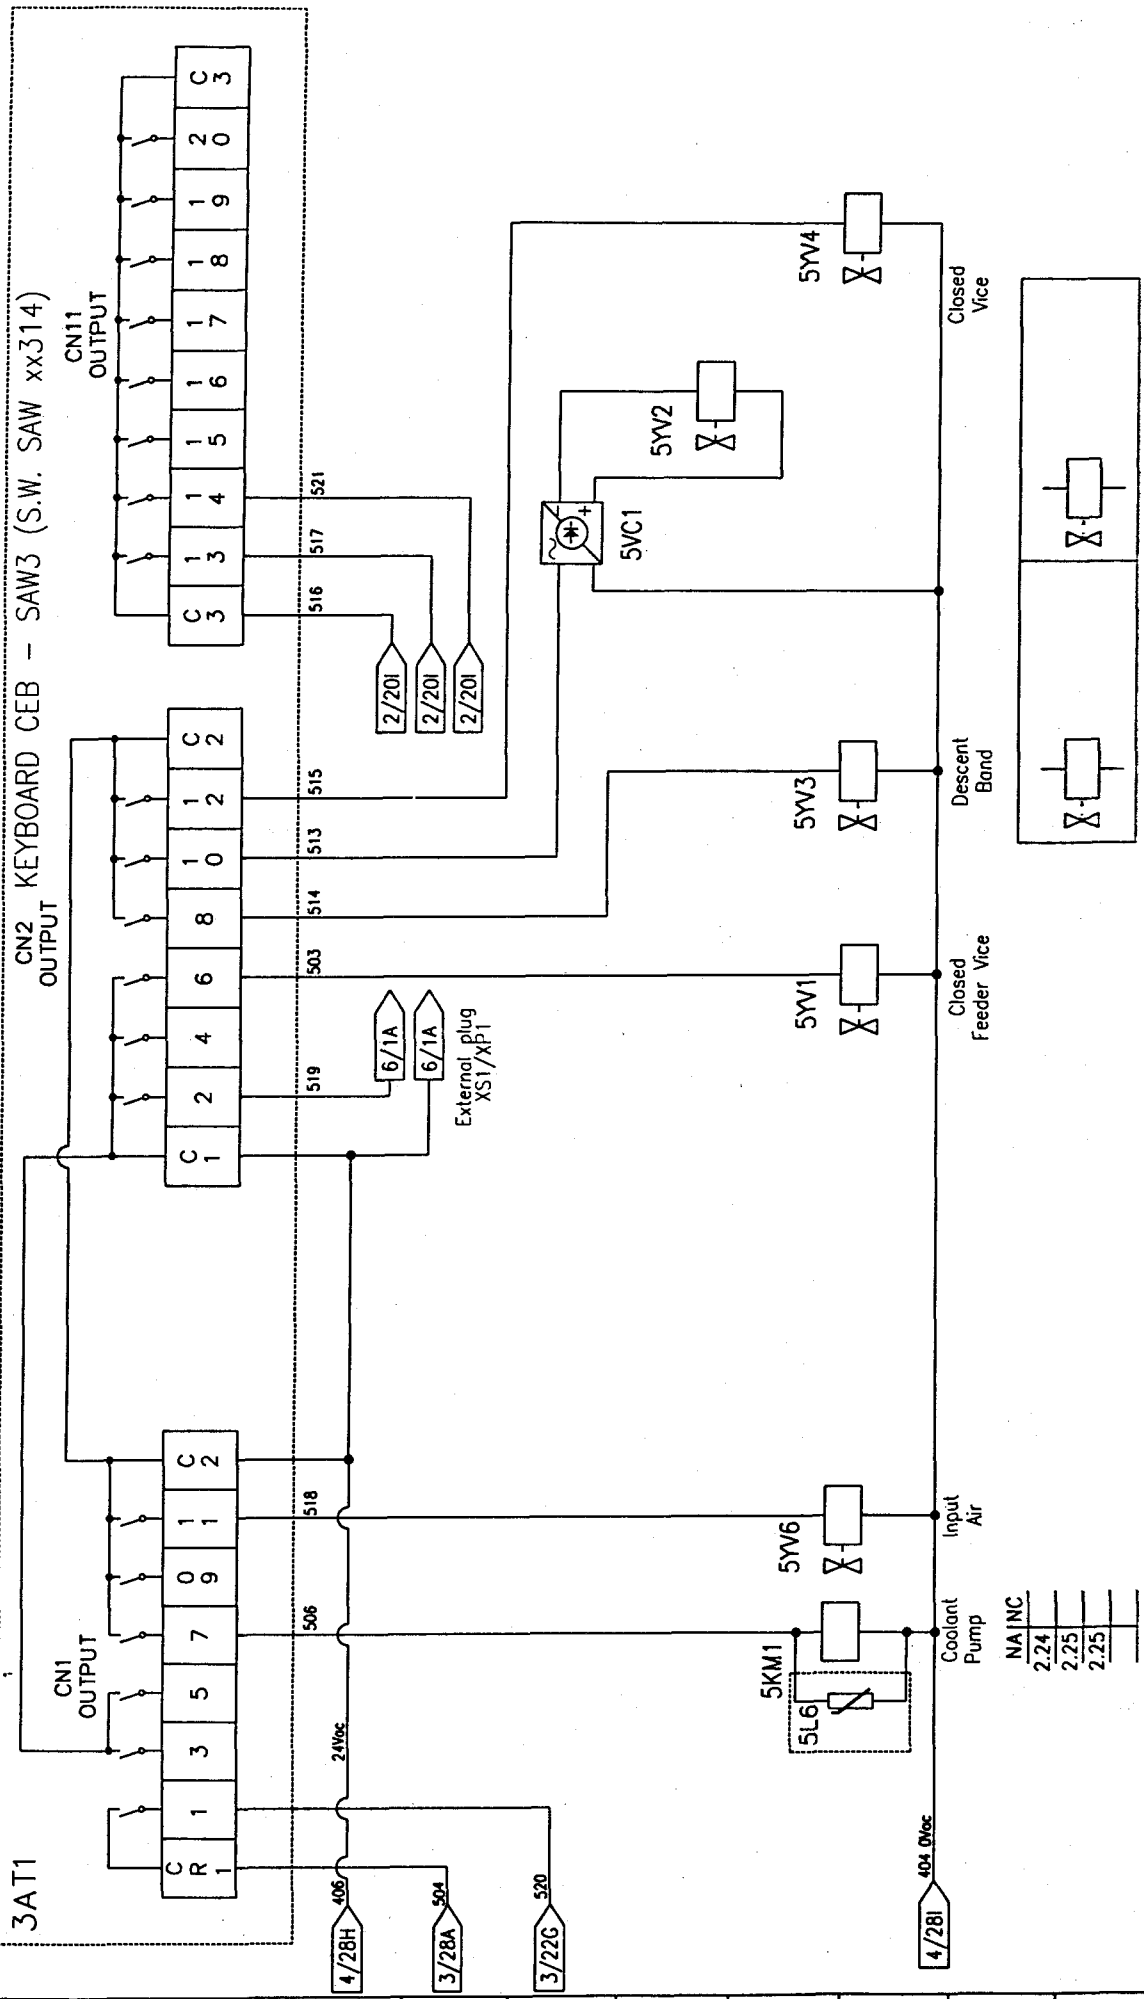 3AT1
KEYBOARD CEB - SAW3 (S.W. SAW xx314)
CN1
OUTPUT
CN2
OUTPUT
CN11
OUTPUT
C R 1
1
3
5
7
0 9
1 1
C 2
C 1
2
4
6
8
1 0
1 2
C 2
C 3
1 3
1 4
1 5
1 6
1 7
1 8
1 9
2 0
C 3
506
518
519
503
514
513
515
516
517
521
4/28H
406
24Vac
3/28A
504
3/22G
520
6/1A
6/1A
External plug
XS1/XP1
2/20I
2/20I
2/20I
5VC1
+
-
~
5YV2
5L6
5KM1
5YV6
5YV1
5YV3
5YV4
4/28I
404 0Vac
Coolant
Pump
Input
Air
Closed
Feeder Vice
Descent
Band
Closed
Vice
NA NC
2.24
2.25
2.25